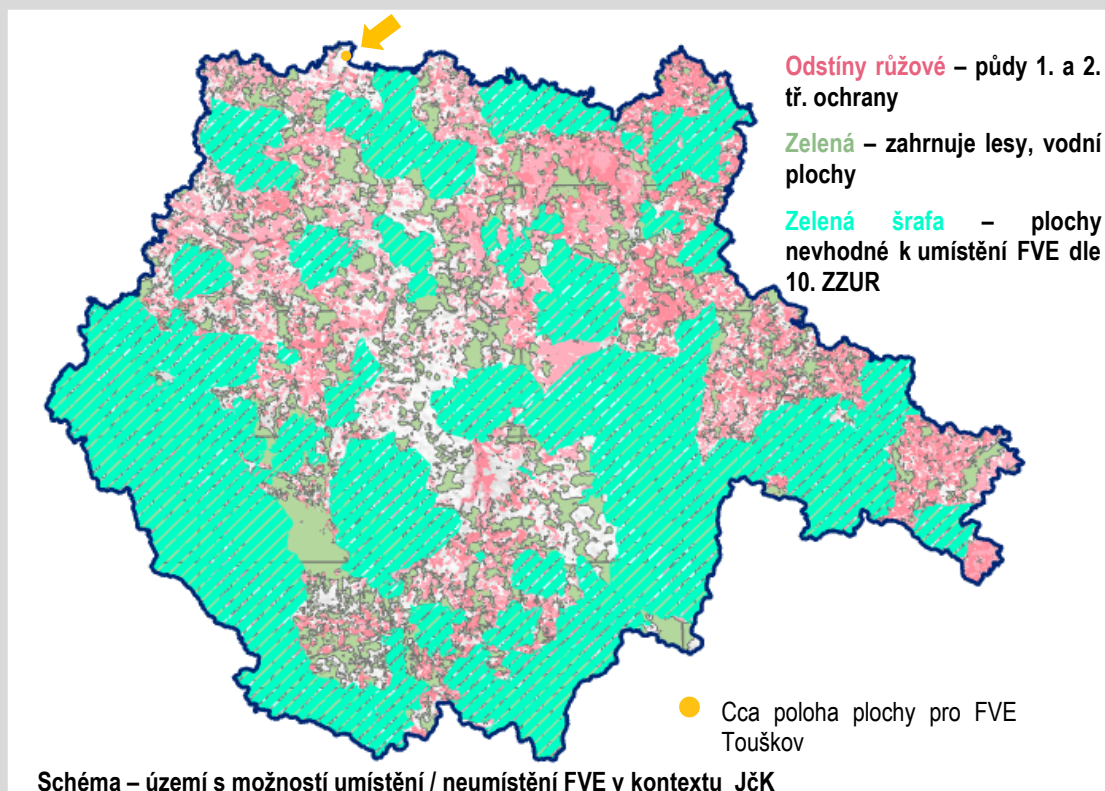 Odstíny růžové – půdy 1. a 2.
tř. ochrany
Zelená – zahrnuje lesy, vodní
plochy
Zelená šrafa – plochy
nevhodné k umístění FVE dle
10. ZZUR
Cca poloha plochy pro FVE
Touškov
Schéma – území s možností umístění / neumístění FVE v kontextu JčK